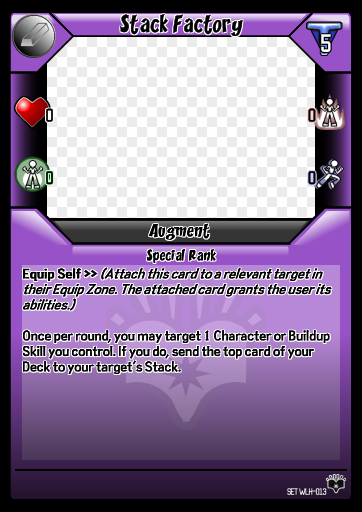 Stack Factory
5
0
0
0
0
Augment
Special Rank
Equip Self >> (Attach this card to a relevant target in
their Equip Zone. The attached card grants the user its
abilities.)
Once per round, you may target 1 Character or Buildup
Skill you control. If you do, send the top card of your
Deck to your target's Stack.
SET WLH-013